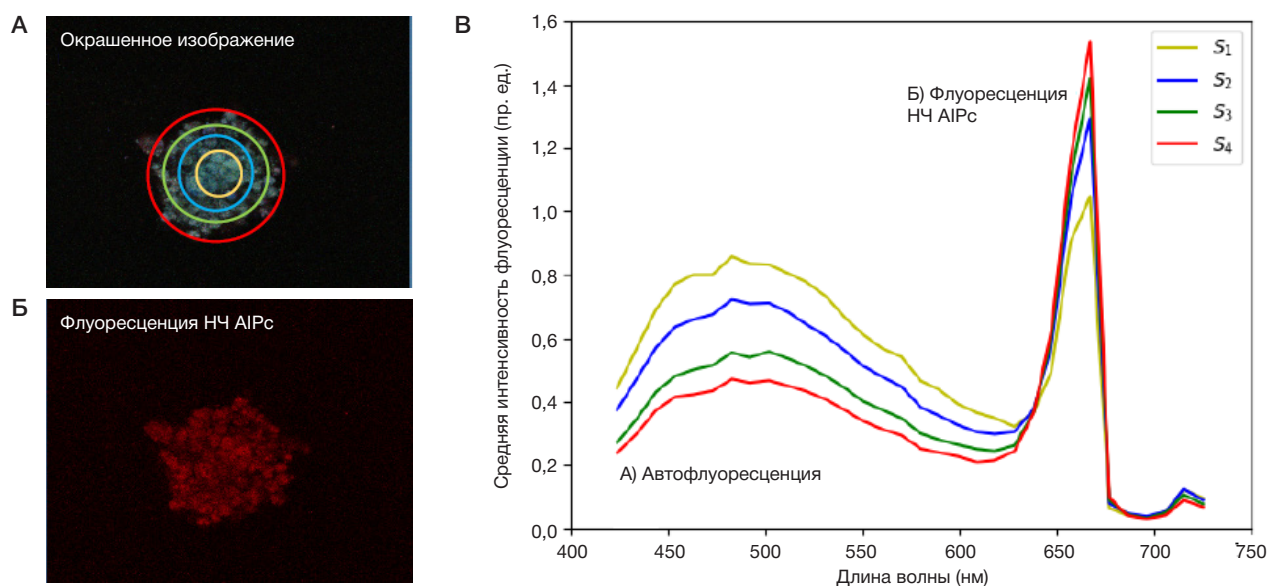 А
Окрашенное изображение
Б
Флуоресценция НЧ AlPc
В
Средняя интенсивность флуоресценции (пр. ед.)
1,6
1,4
1,2
1,0
0,8
0,6
0,4
0,2
0,0
Б) Флуоресценция
НЧ AlPc
А) Автофлуоресценция
S1
S2
S3
S4
400
450
500
550
600
650
700
750
Длина волны (нм)